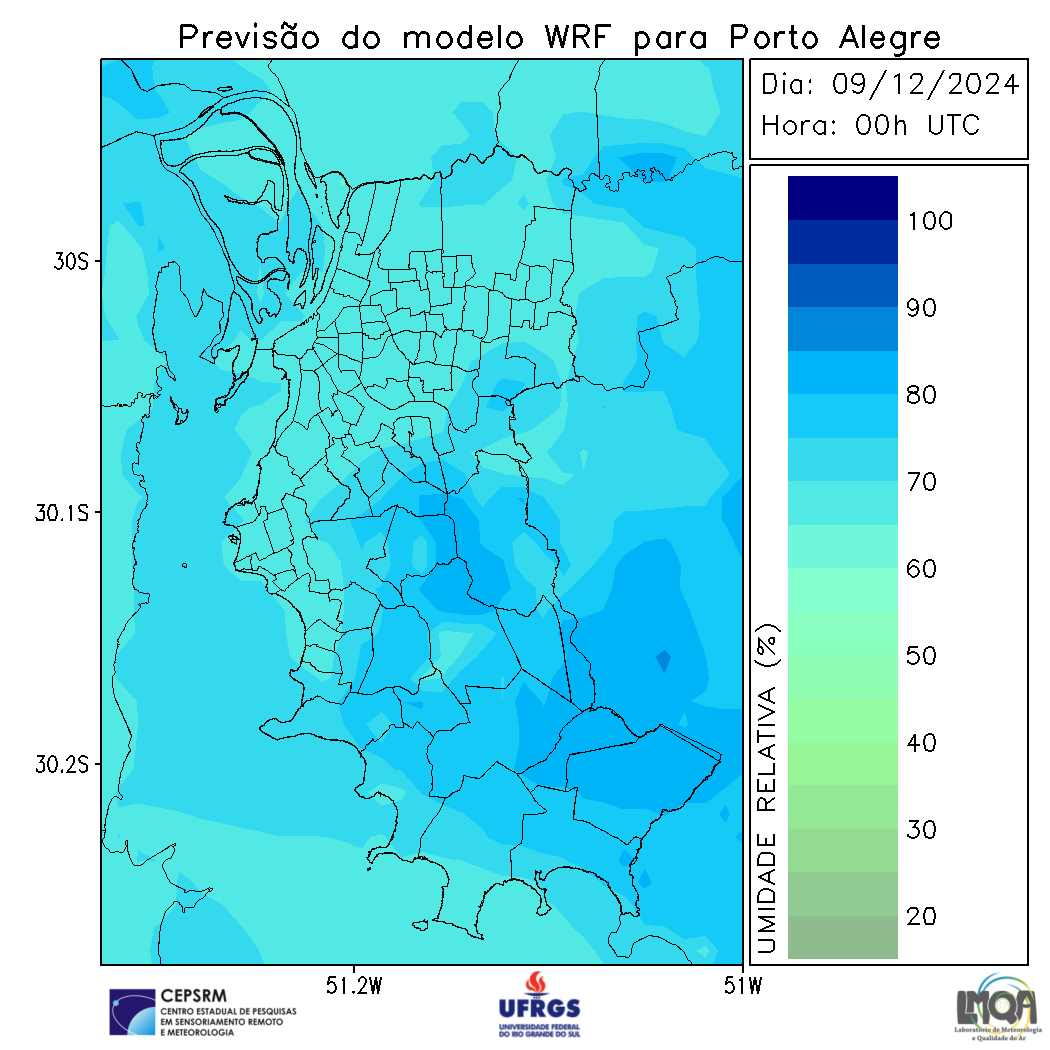 Previsão do modelo WRF para Porto Alegre
Dia: 09/12/2024
Hora: 00h UTC
100
90
80
70
60
50
40
30
20
UMIDADE RELATIVA (%)
30S
30.1S
30.2S
51.2W
51W
CEPSRM
CENTRO ESTADUAL DE PESQUISAS
EM SENSORIAMENTO REMOTO
E METEOROLOGIA
UFRGS
UNIVERSIDADE FEDERAL
DO RIO GRANDE DO SUL
LMQA
Laboratório de Meteorologia
e Qualidade do Ar